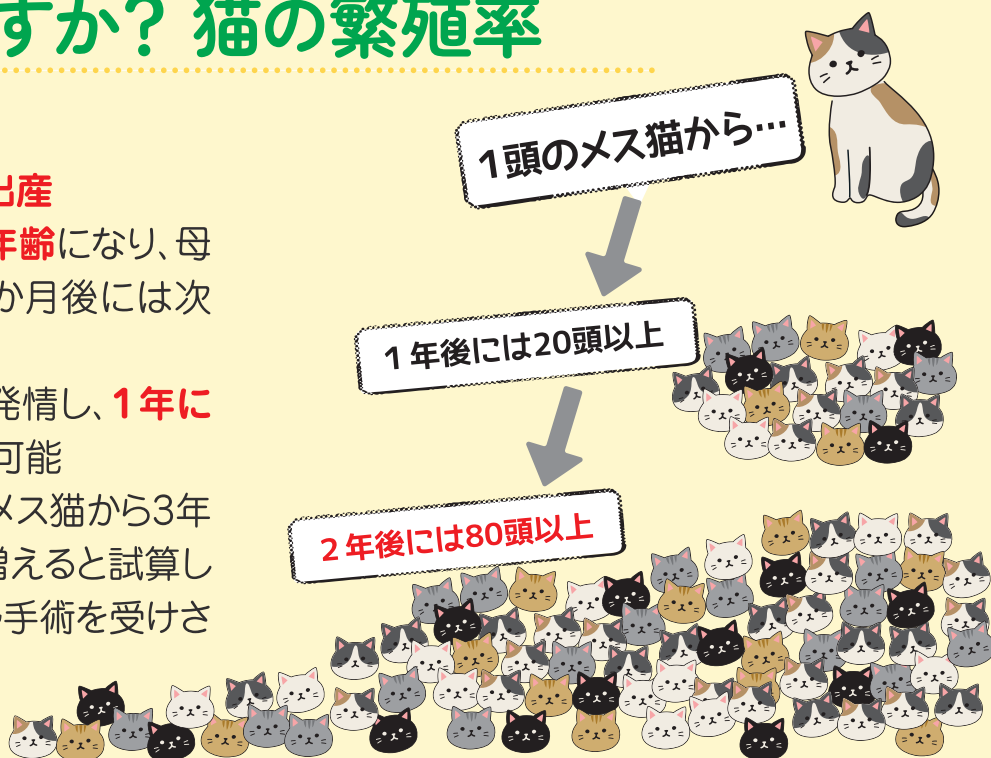 すか? 猫の繁殖率
1頭のメス猫から…
出産
年齢になり、母
か月後には次
1年後には20頭以上
発情し、1年に
可能
メス猫から3年
増えると試算し
手術を受けさ
2年後には80頭以上